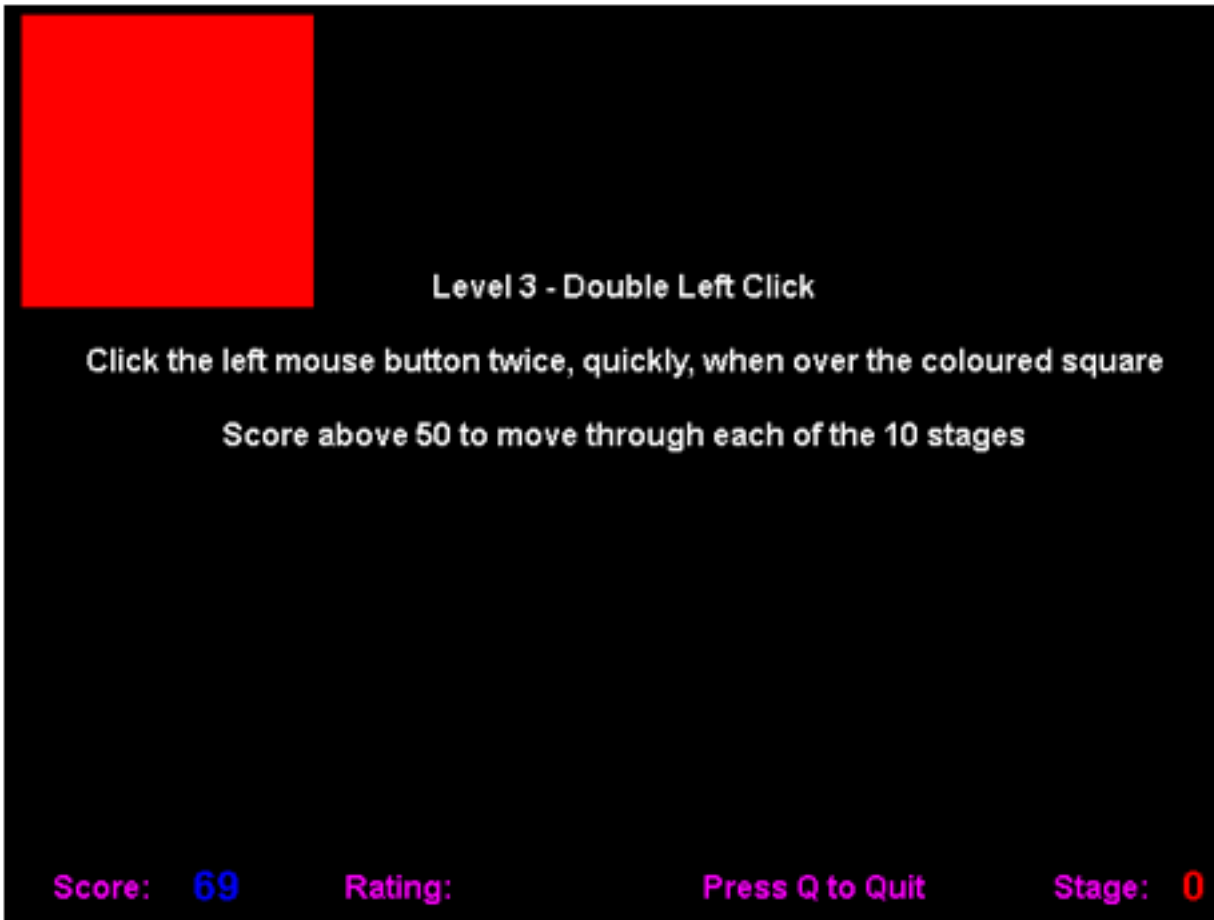 Level 3 - Double Left Click
Click the left mouse button twice, quickly, when over the coloured square
Score above 50 to move through each of the 10 stages
Score: 69 Rating: Press Q to Quit Stage: 0